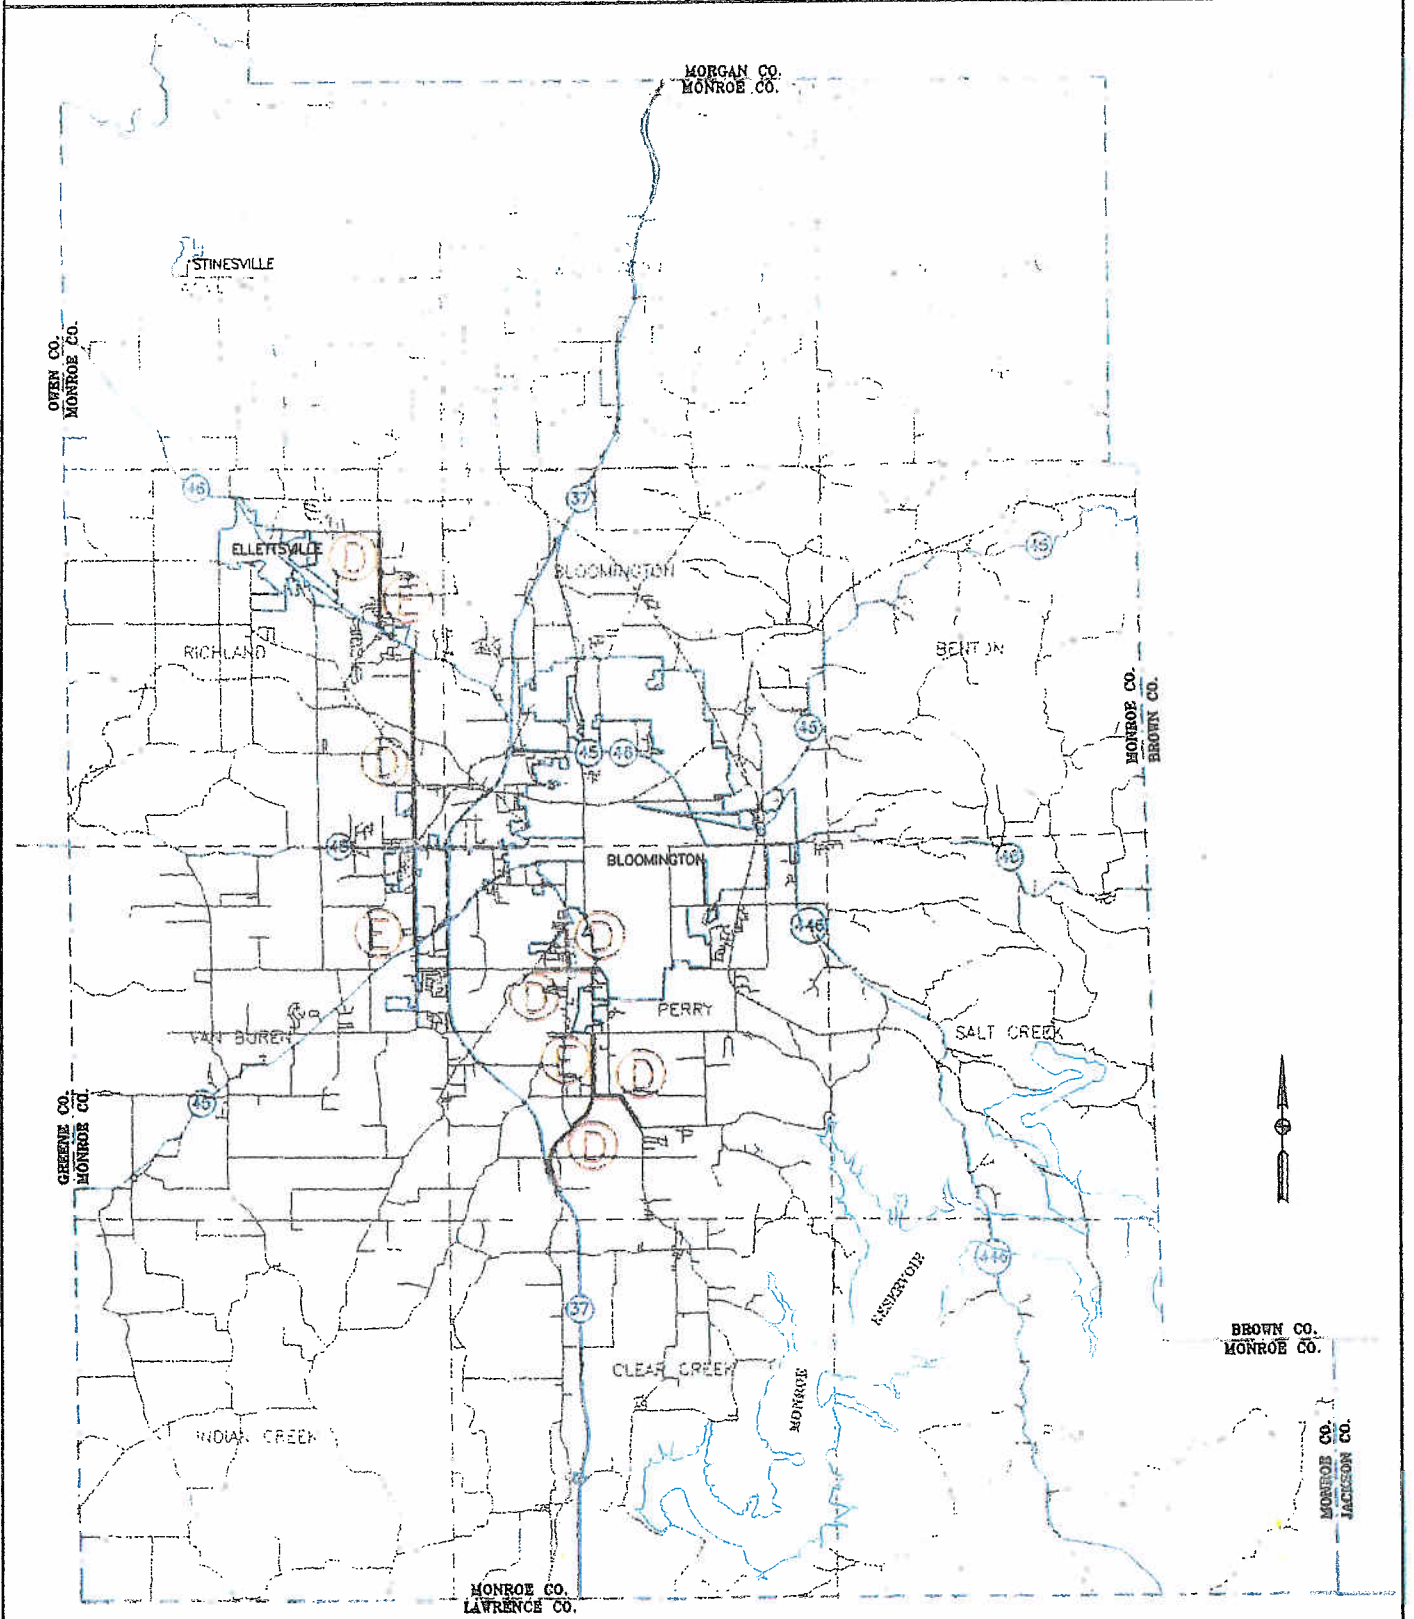 MORGAN CO.
MONROE CO.
STINESVILLE
OWEN CO.
MONROE CO.
46
37
ELLETTSVILLE
D
E
BLOOMINGTON
45
RICHLAND
BENTON
MONROE CO.
BROWN CO.
45
45
46
D
45
BLOOMINGTON
46
E
D
446
D
PERRY
VAN BUREN
SALT CREEK
E
D
45
GREENE CO.
MONROE CO.
D
446
RESERVOIR
37
BROWN CO.
MONROE CO.
CLEAR CREEK
MONROE
INDIAN CREEK
MONROE CO.
JACKSON CO.
MONROE CO.
LAWRENCE CO.